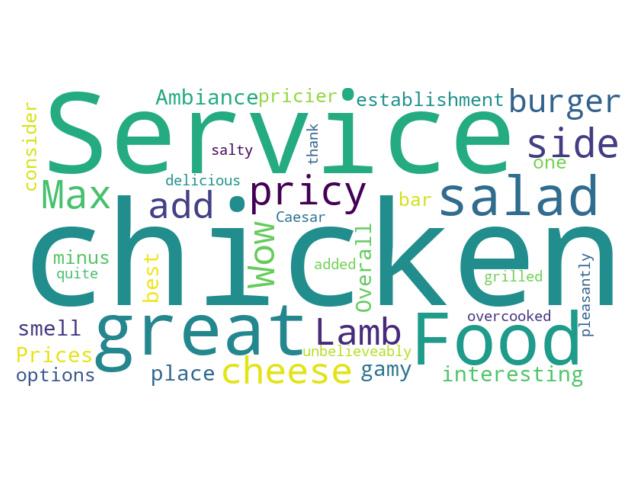 Ambiance
pricier
establishment
burger
consider
Service
salty
thank
side
one
delicious
Max
add
pricy
Caesar
bar
salad
chicken
minus
quite
best
Wow
added
Overall
grilled
pleasantly
smell
great
Lamb
Food
overcooked
Prices
unbelieveably
options
place
cheese
gamy
interesting